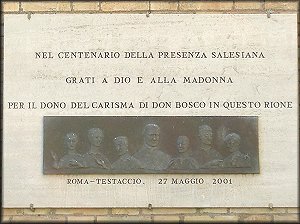 NEL CENTENARIO DELLA PRESENZA SALESIANA
GRATI A DIO E ALLA MADONNA
PER IL DONO DEL CARISMA DI DON BOSCO IN QUESTO RIONE
ROMA-TESTACCIO, 27 MAGGIO 2001